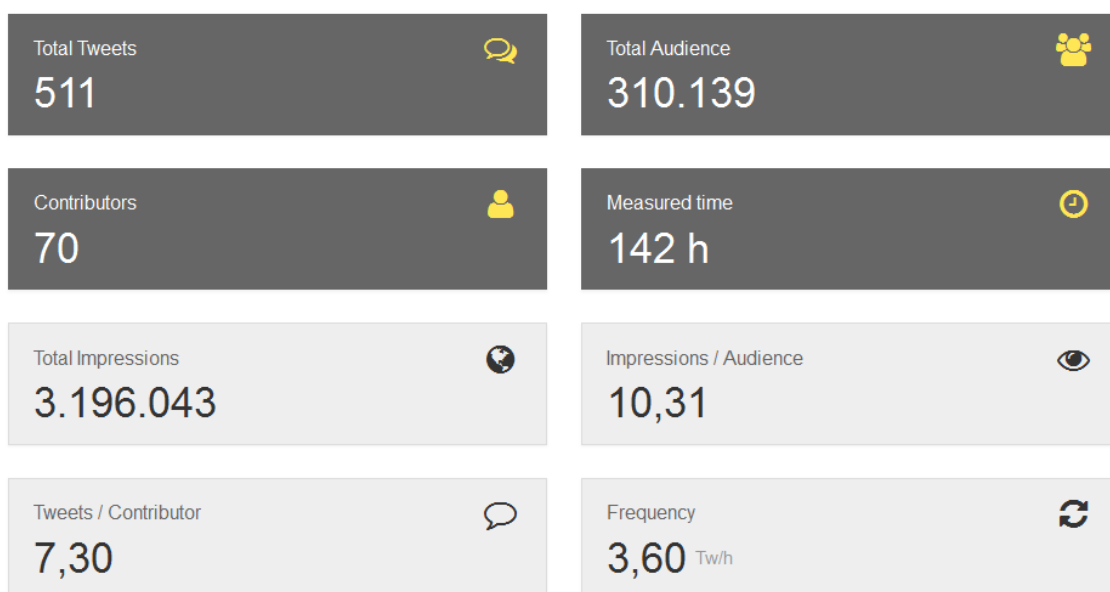 Total Tweets
511
Total Audience
310.139
Contributors
70
Measured time
142 h
Total Impressions
3.196.043
Impressions / Audience
10,31
Tweets / Contributor
7,30
Frequency
3,60 Tw/h